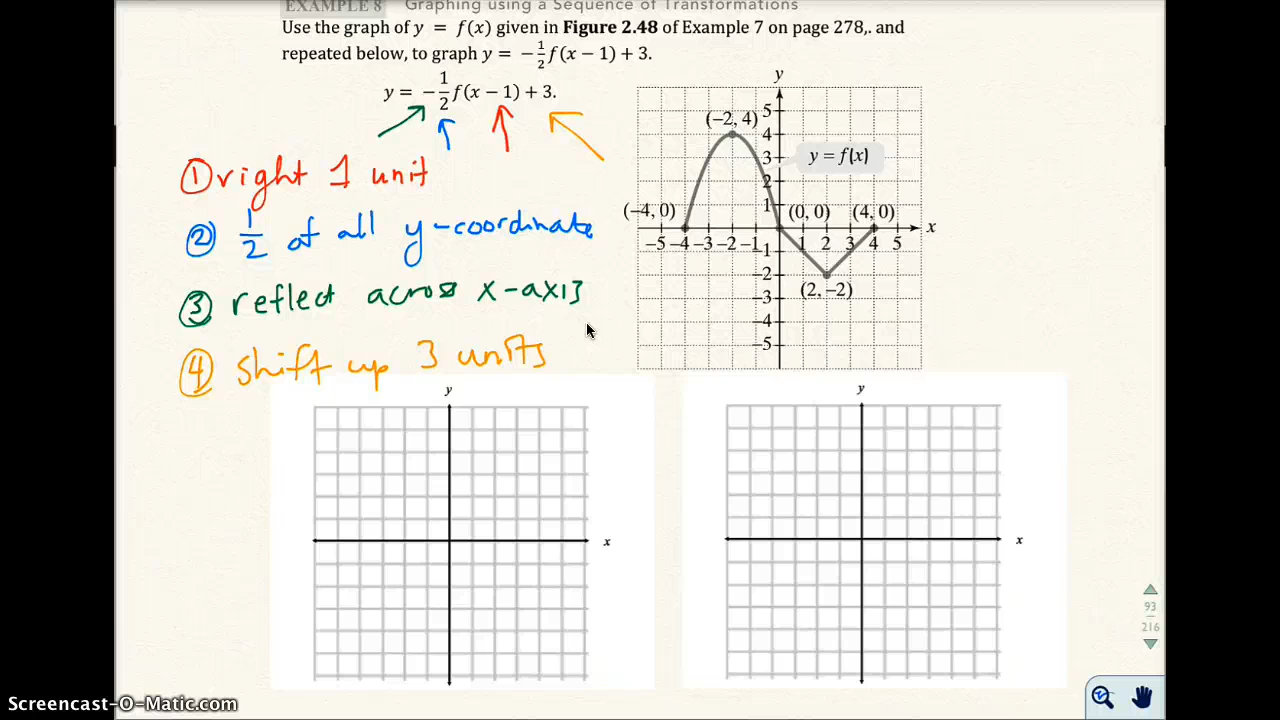 EXAMPLE 8 Graphing using a Sequence of Transformations
Use the graph of y = f(x) given in Figure 2.48 of Example 7 on page 278,. and
repeated below, to graph y = −1/2 f(x − 1) + 3.
y = −1/2 f(x − 1) + 3.
① right 1 unit
② 1/2 of all y-coordinate
③ reflect across x-axis
④ shift up 3 units
y
5
(−2, 4) 4
3 y = f(x)
2
(−4, 0) 1 (0, 0) (4, 0)
x
−5 −4 −3 −2 −1 1 2 3 4 5
−1
−2
(2, −2)
−3
−4
−5
y
x
y
x
93
216
Screencast-O-Matic.com